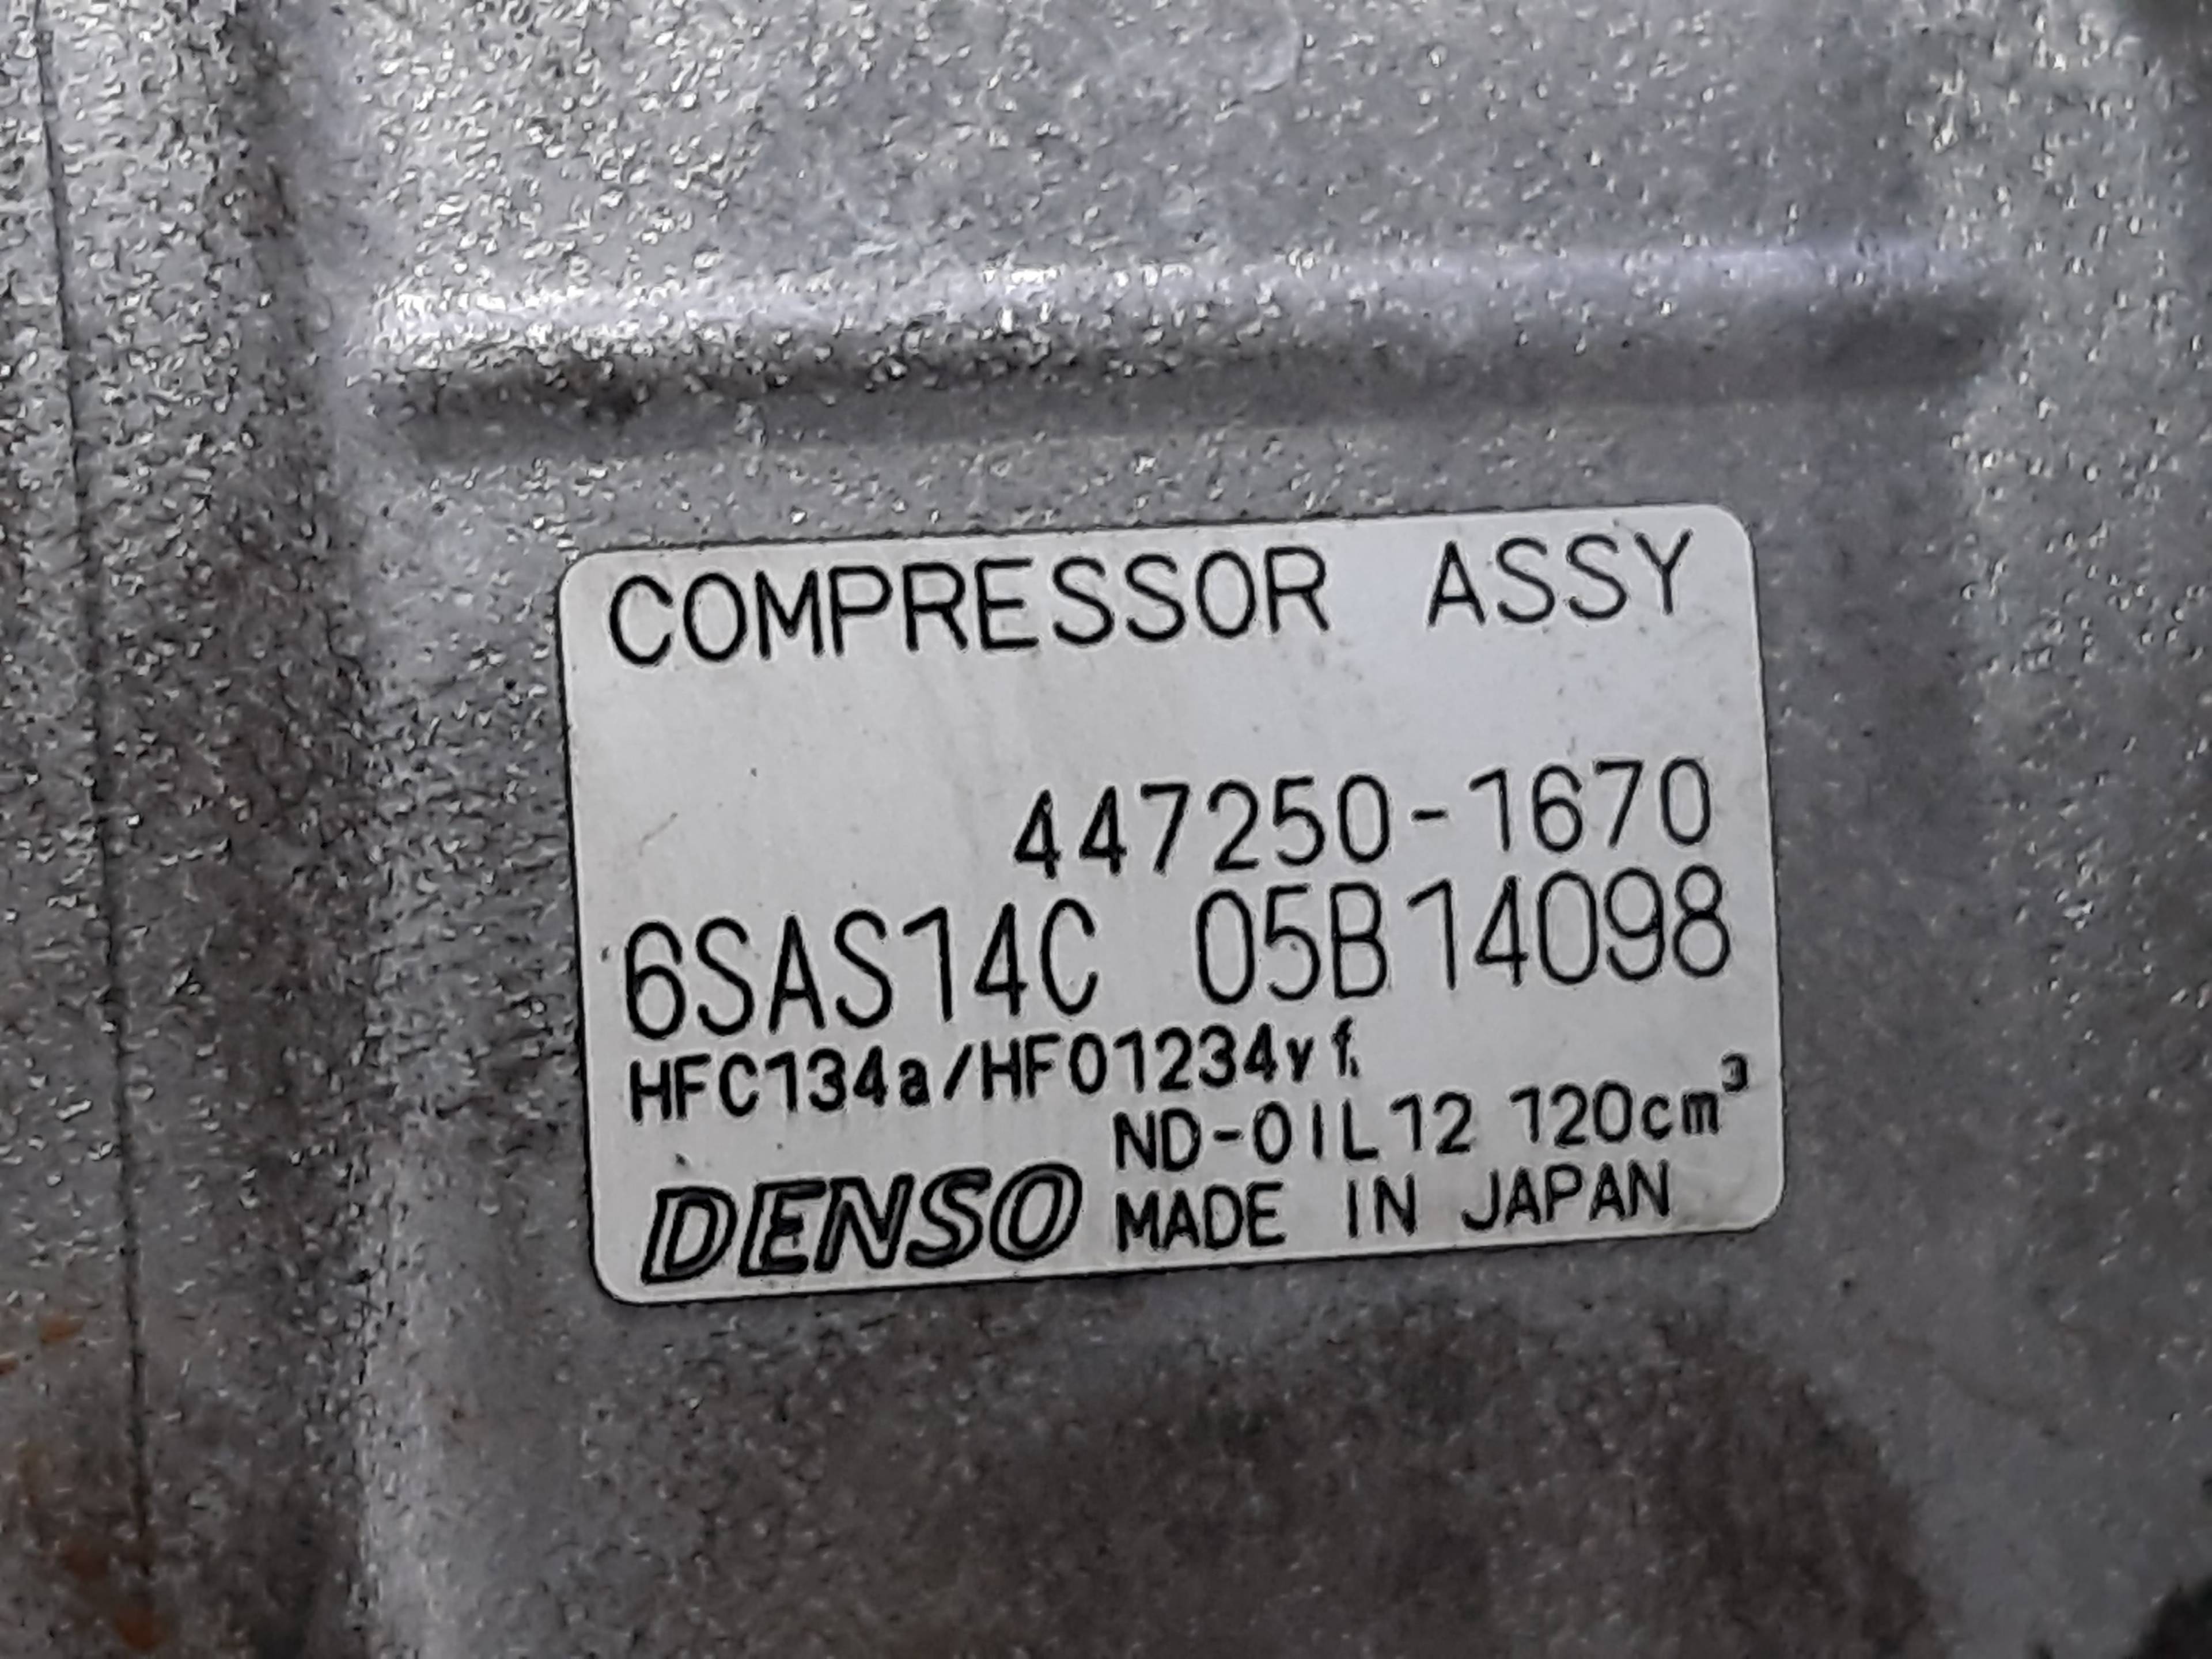 COMPRESSOR ASSY
447250-1670
6SAS14C 05B14098
HFC134a/HFO1234yf
ND-OIL12 120cm³
DENSO MADE IN JAPAN